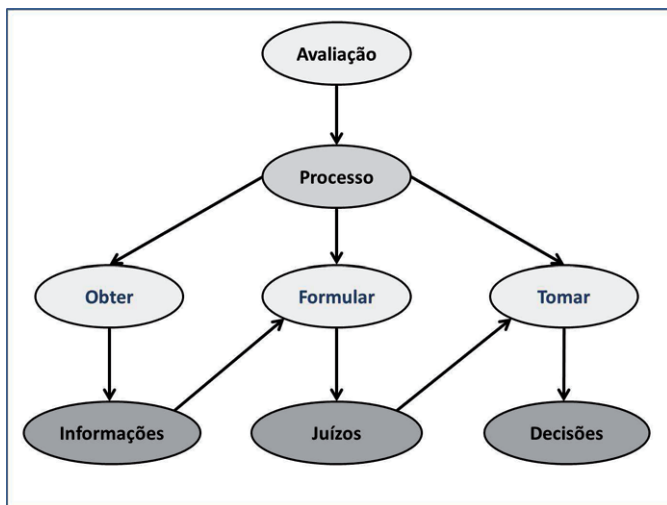 Avaliação
Processo
Obter
Formular
Tomar
Informações
Juízos
Decisões